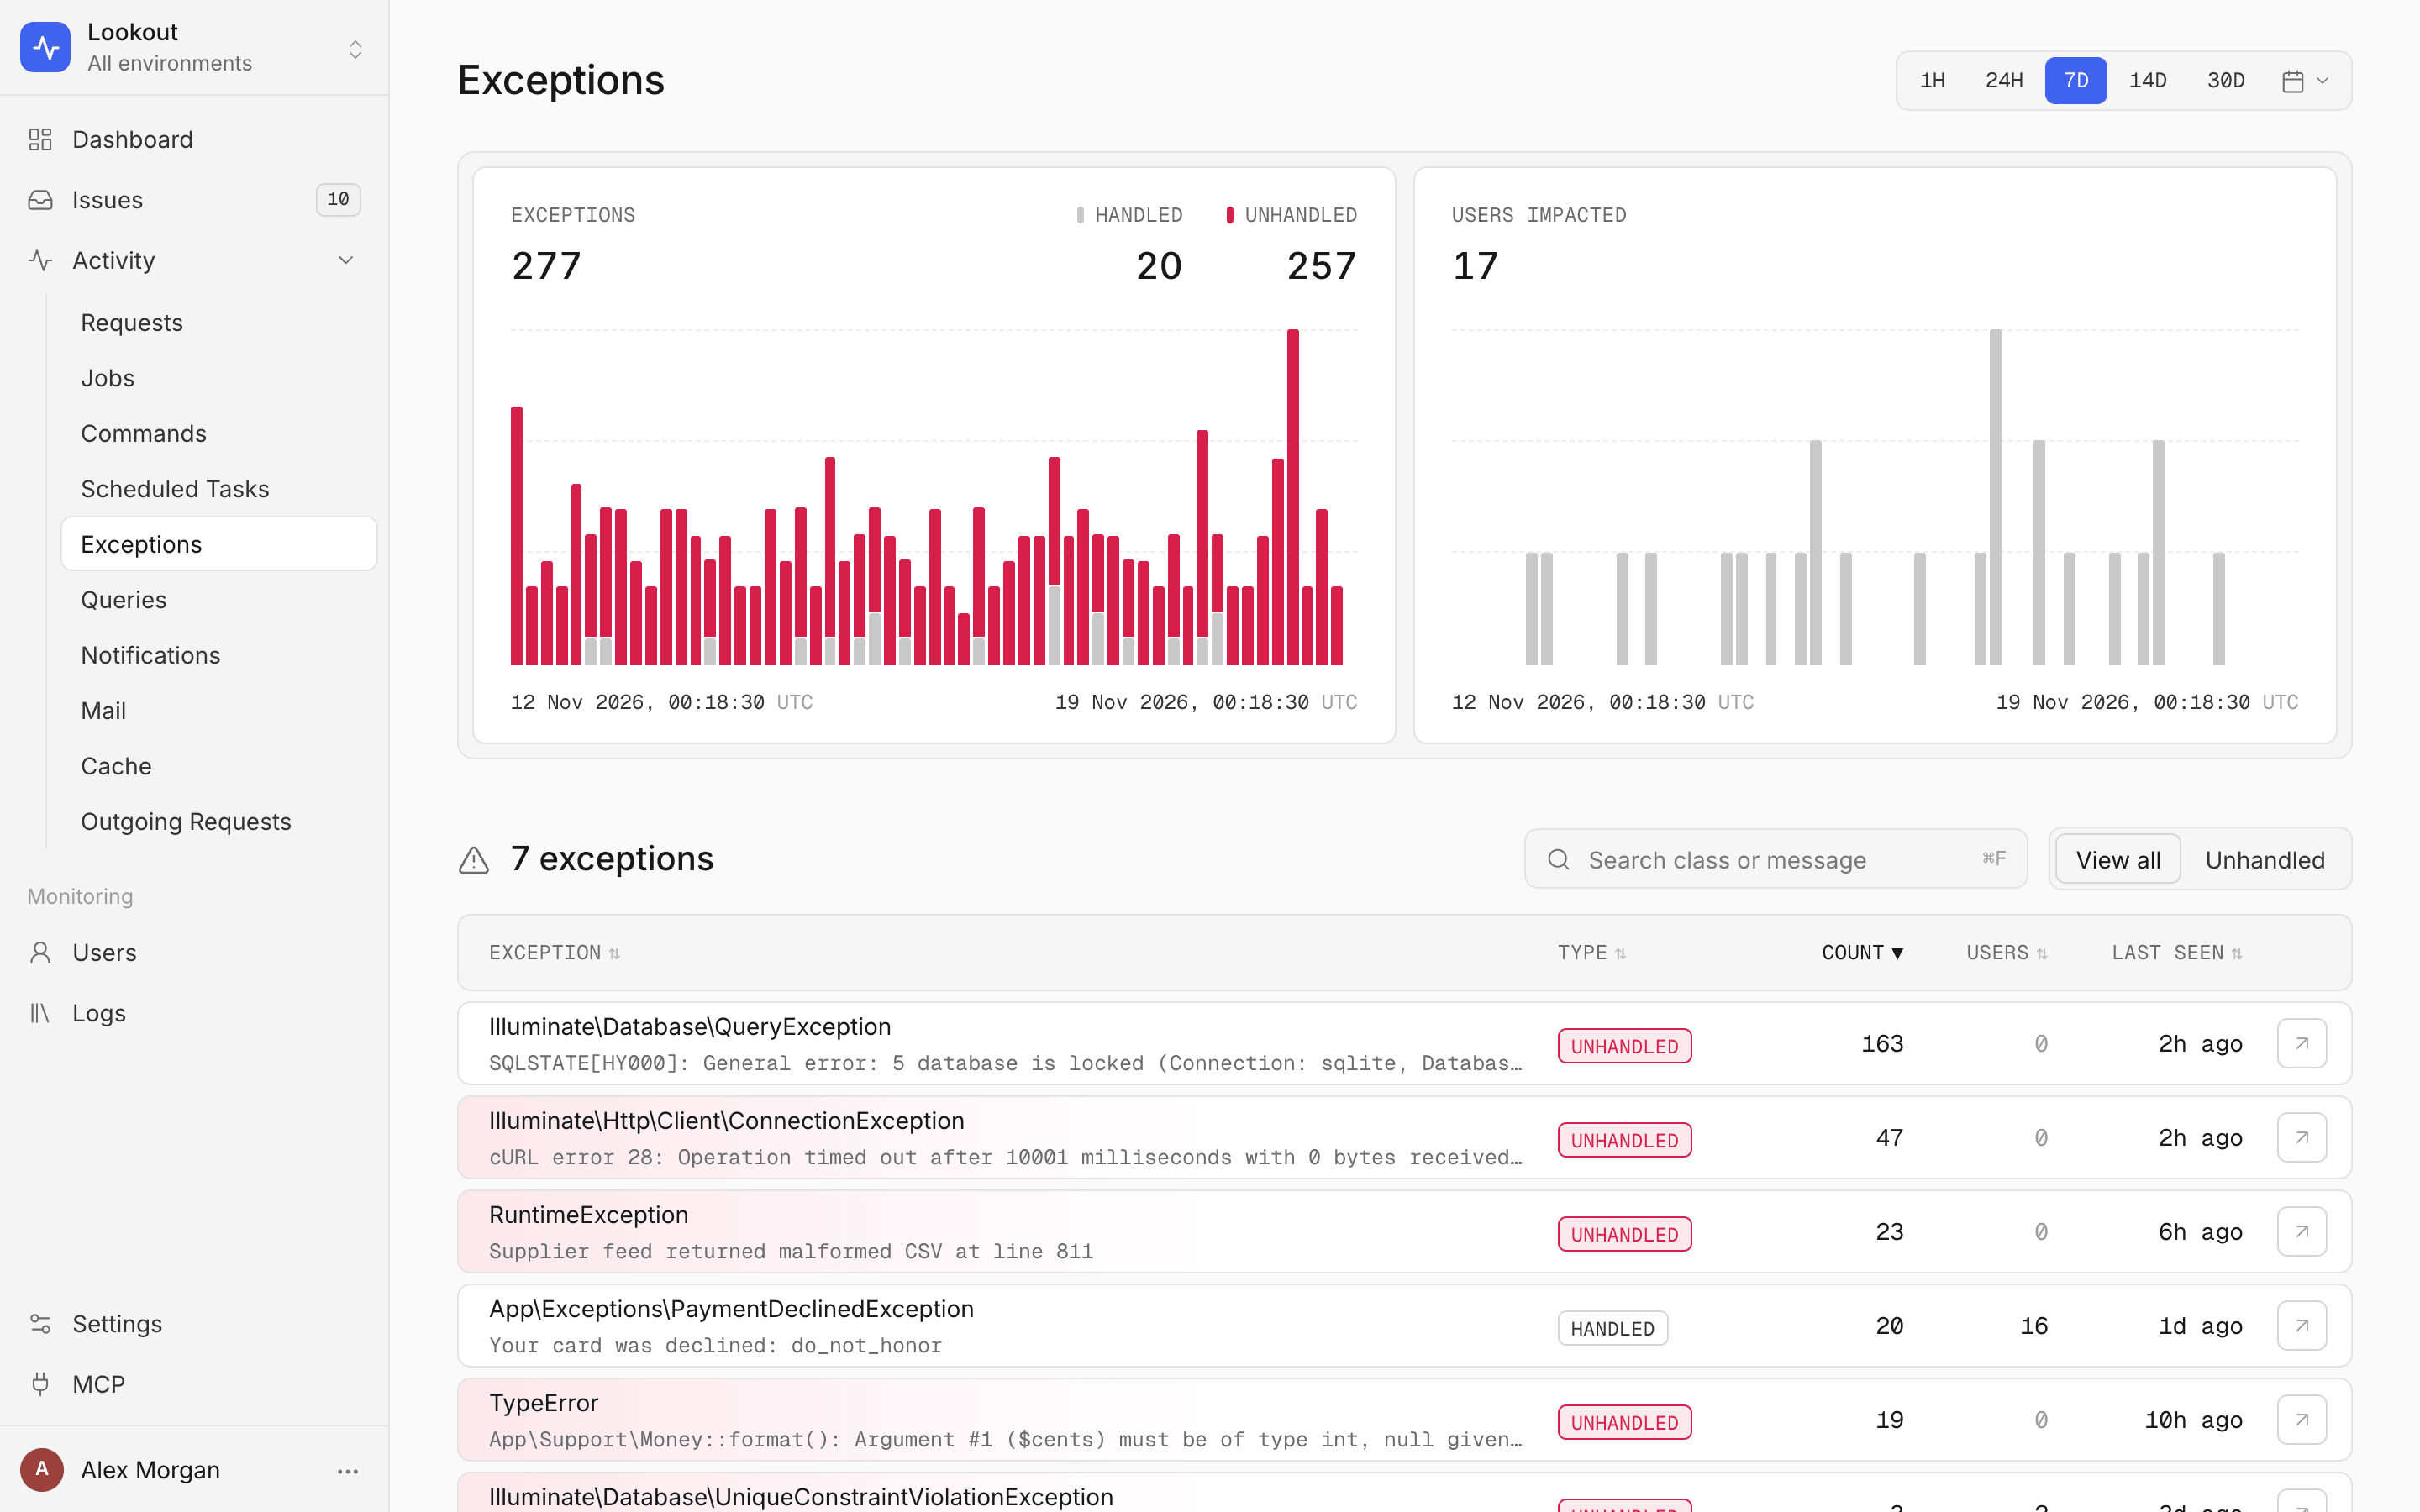 Lookout
All environments
Dashboard
Issues 10
Activity
Requests
Jobs
Commands
Scheduled Tasks
Exceptions
Queries
Notifications
Mail
Cache
Outgoing Requests
Monitoring
Users
Logs
Settings
MCP
A Alex Morgan
Exceptions
1H 24H 7D 14D 30D
EXCEPTIONS HANDLED UNHANDLED
277 20 257
12 Nov 2026, 00:18:30 UTC 19 Nov 2026, 00:18:30 UTC
USERS IMPACTED
17
12 Nov 2026, 00:18:30 UTC 19 Nov 2026, 00:18:30 UTC
7 exceptions
Search class or message ⌘F
View all Unhandled
EXCEPTION TYPE COUNT ▼ USERS LAST SEEN
Illuminate\Database\QueryException
SQLSTATE[HY000]: General error: 5 database is locked (Connection: sqlite, Databas…
UNHANDLED 163 0 2h ago
Illuminate\Http\Client\ConnectionException
cURL error 28: Operation timed out after 10001 milliseconds with 0 bytes received…
UNHANDLED 47 0 2h ago
RuntimeException
Supplier feed returned malformed CSV at line 811
UNHANDLED 23 0 6h ago
App\Exceptions\PaymentDeclinedException
Your card was declined: do_not_honor
HANDLED 20 16 1d ago
TypeError
App\Support\Money::format(): Argument #1 ($cents) must be of type int, null given…
UNHANDLED 19 0 10h ago
Illuminate\Database\UniqueConstraintViolationException